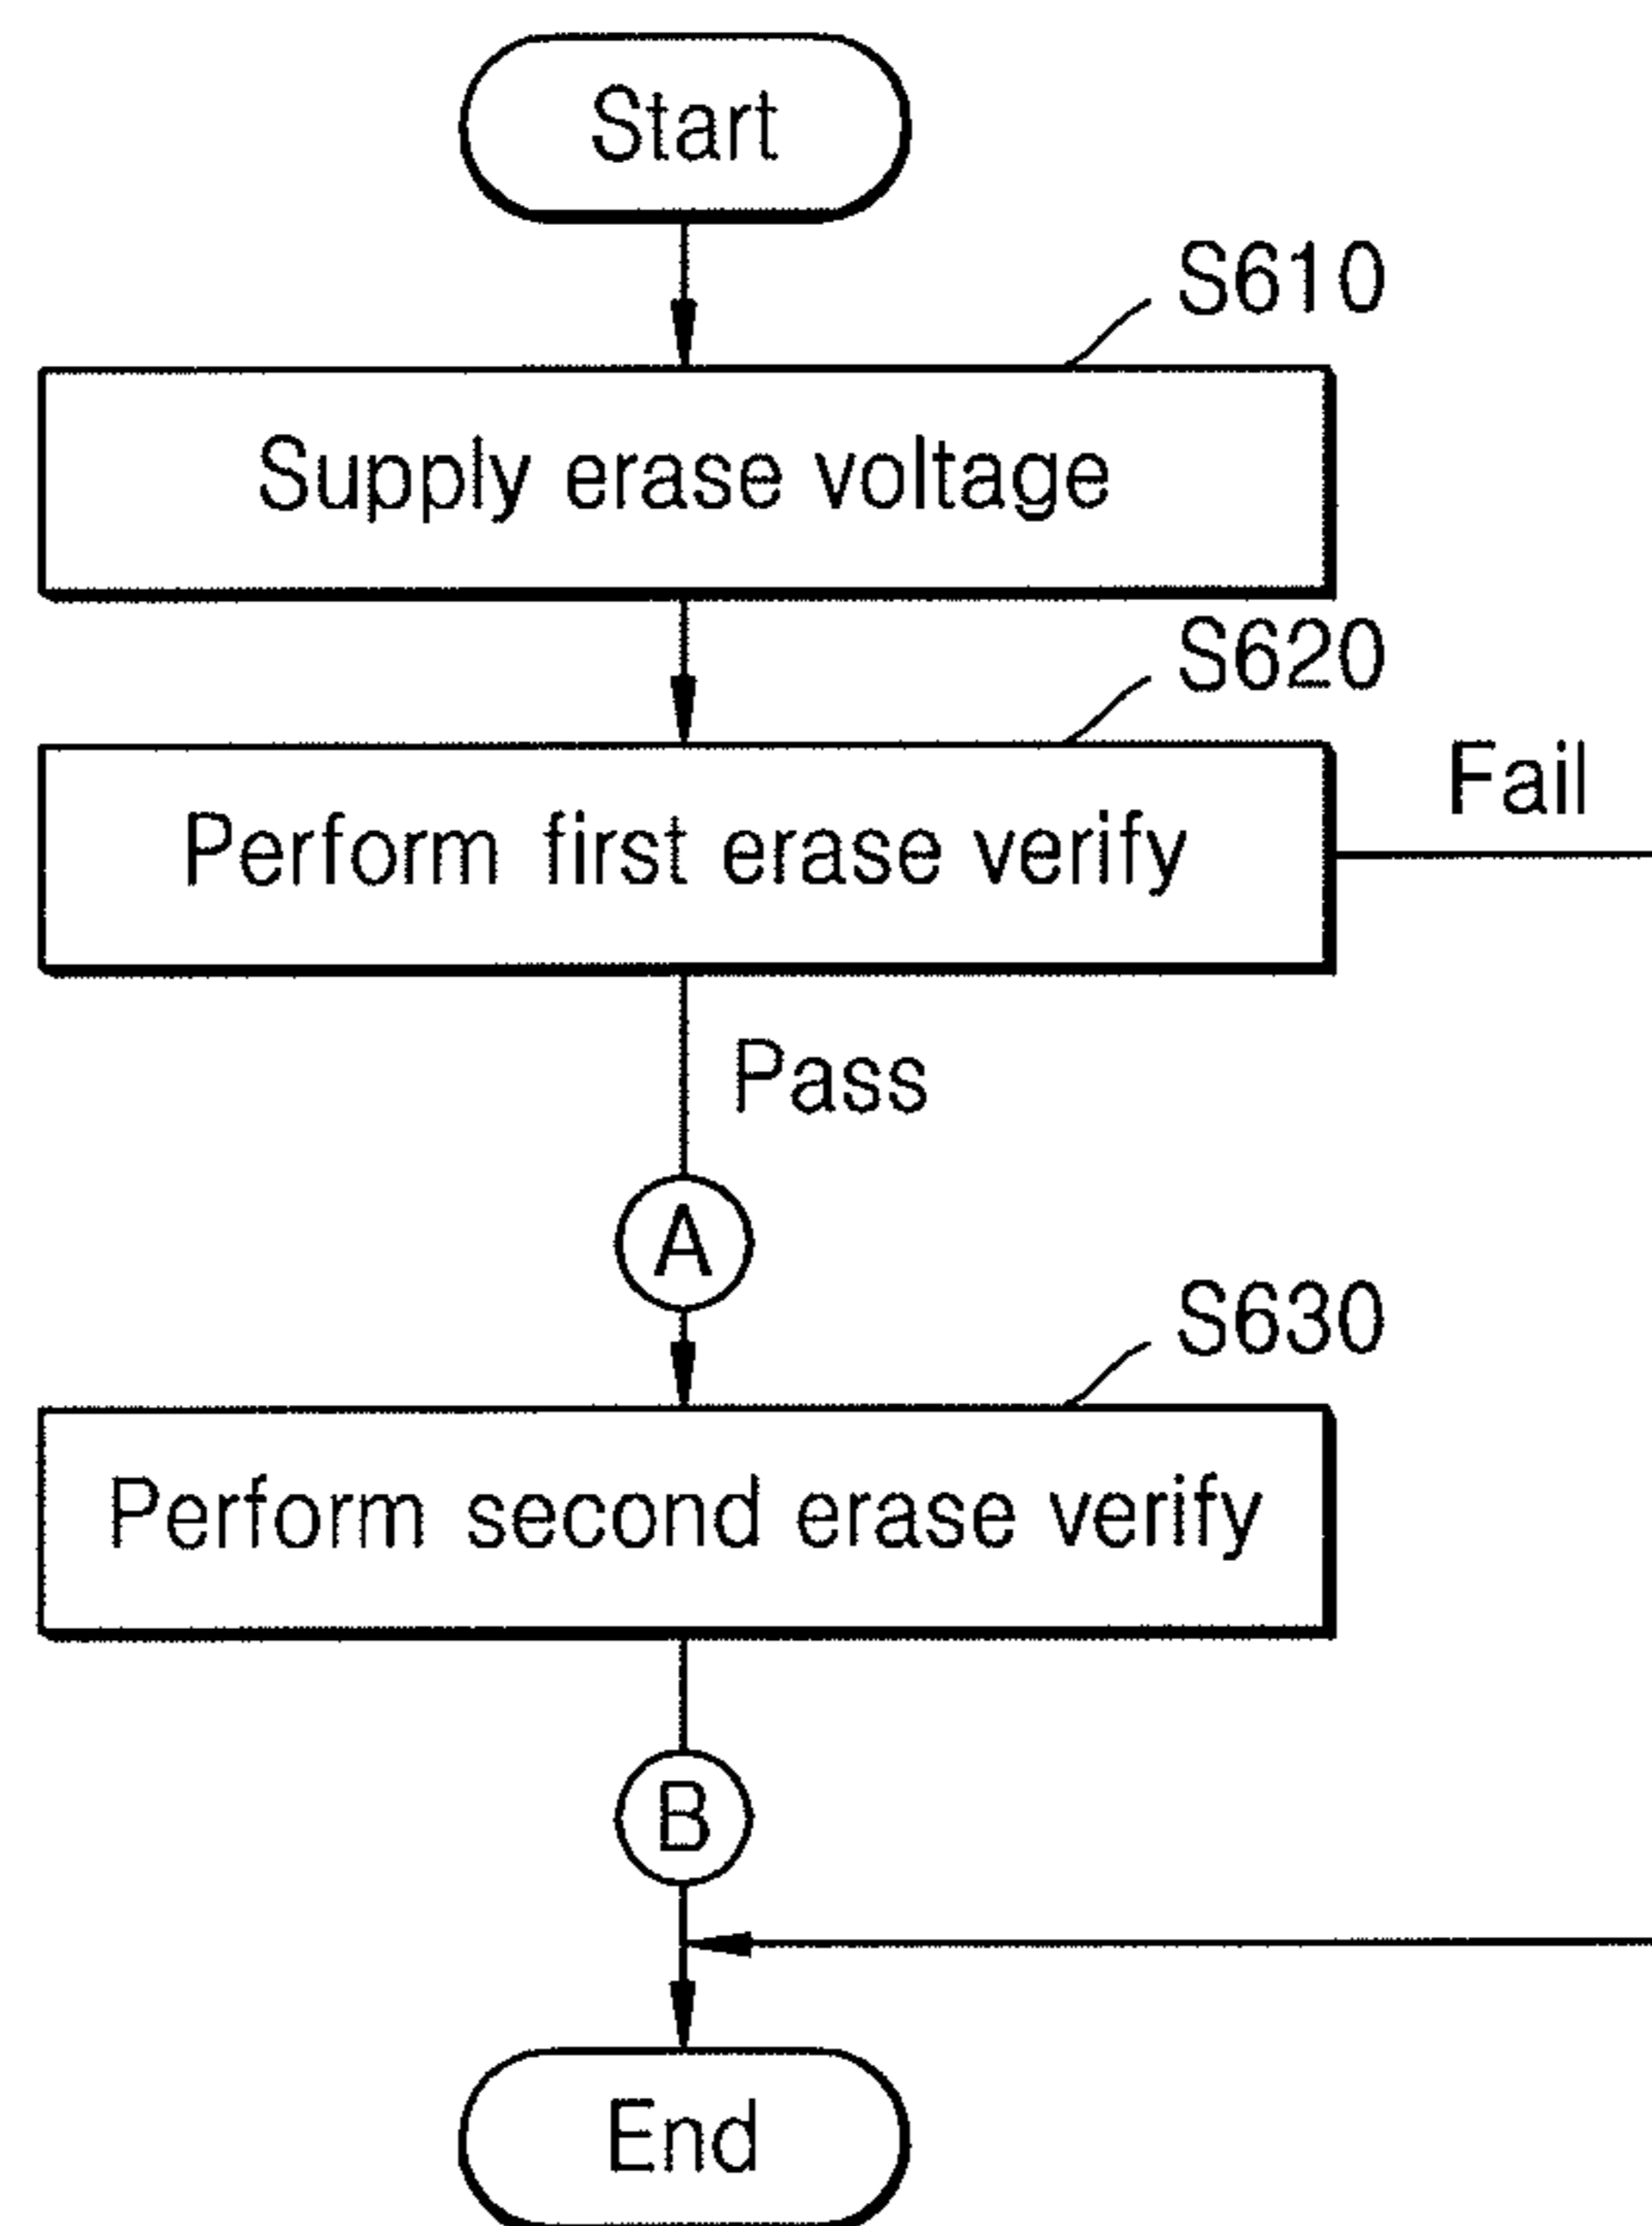 Start
S610
Supply erase voltage
S620
Perform first erase verify
Fail
Pass
A
S630
Perform second erase verify
B
End